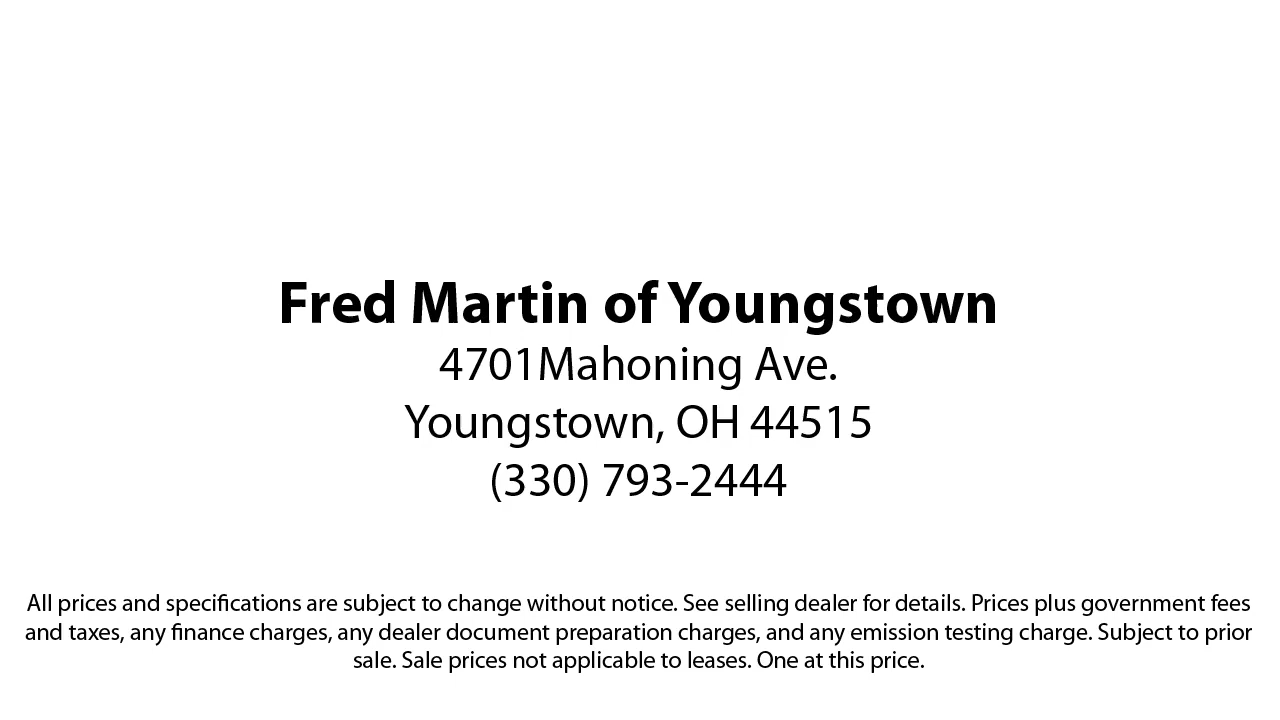 Fred Martin of Youngstown
4701Mahoning Ave.
Youngstown, OH 44515
(330) 793-2444
All prices and specifications are subject to change without notice. See selling dealer for details. Prices plus government fees
and taxes, any finance charges, any dealer document preparation charges, and any emission testing charge. Subject to prior
sale. Sale prices not applicable to leases. One at this price.